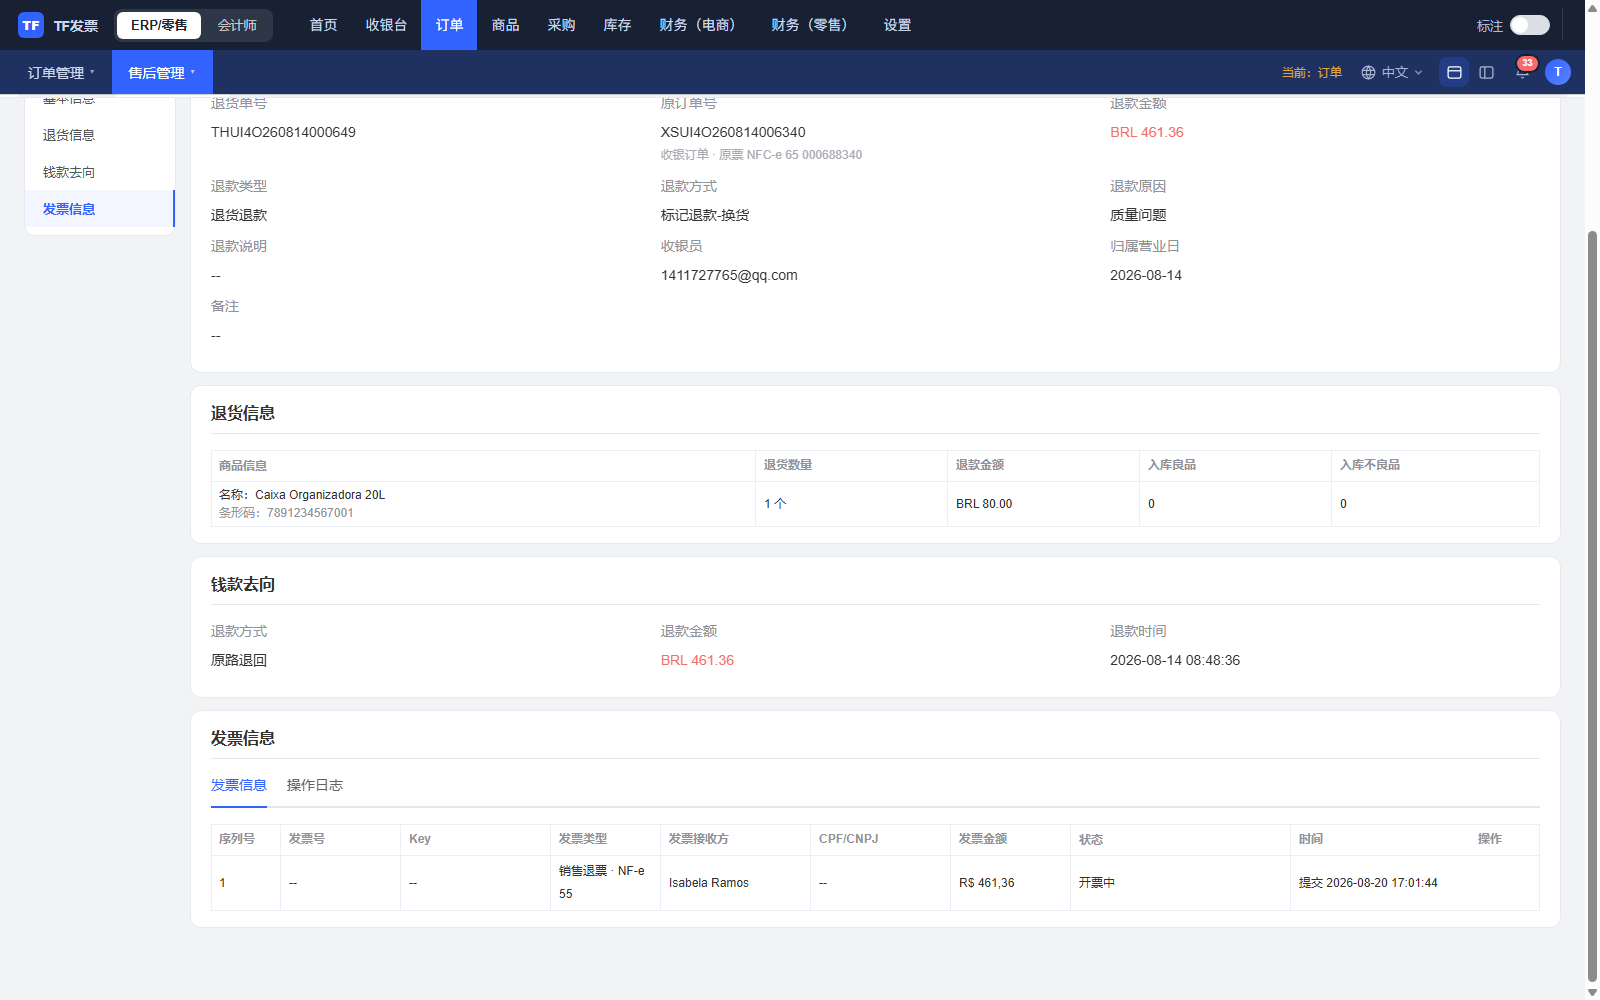 TF TF发票 ERP/零售 会计师 首页 收银台 订单 商品 采购 库存 财务（电商） 财务（零售） 设置 标注
订单管理 售后管理 当前：订单 中文 33 T
基本信息
退货信息
钱款去向
发票信息
退货单号 原订单号 退款金额
THUI4O260814000649 XSUI4O260814006340 BRL 461.36
收银订单 · 原票 NFC-e 65 000688340
退款类型 退款方式 退款原因
退货退款 标记退款-换货 质量问题
退款说明 收银员 归属营业日
-- 1411727765@qq.com 2026-08-14
备注
--
退货信息
商品信息 退货数量 退款金额 入库良品 入库不良品
名称：Caixa Organizadora 20L 1 个 BRL 80.00 0 0
条形码：7891234567001
钱款去向
退款方式 退款金额 退款时间
原路退回 BRL 461.36 2026-08-14 08:48:36
发票信息
发票信息 操作日志
序列号 发票号 Key 发票类型 发票接收方 CPF/CNPJ 发票金额 状态 时间 操作
1 -- -- 销售退票 · NF-e 55 Isabela Ramos -- R$ 461,36 开票中 提交 2026-08-20 17:01:44